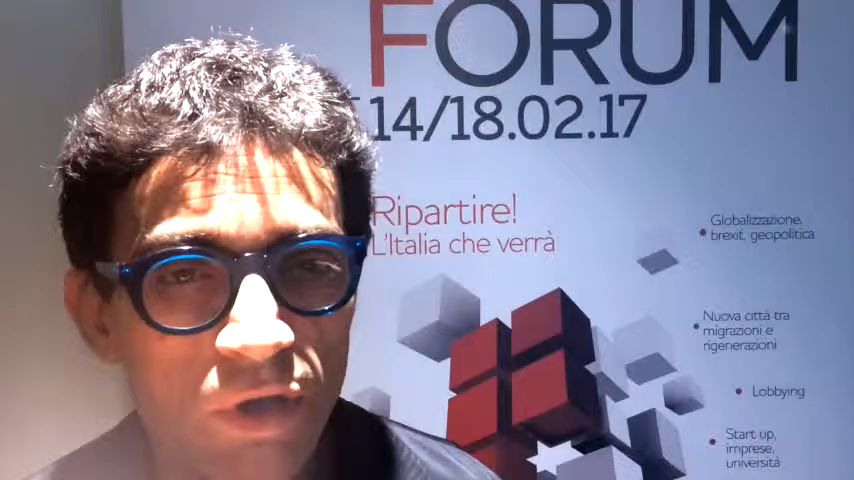 FORUM
14/18.02.17
Ripartire!
L'Italia che verrà
Globalizzazione,
brexit, geopolitica
Nuova città tra
migrazioni e
rigenerazioni
Lobbying
Start up,
imprese,
università